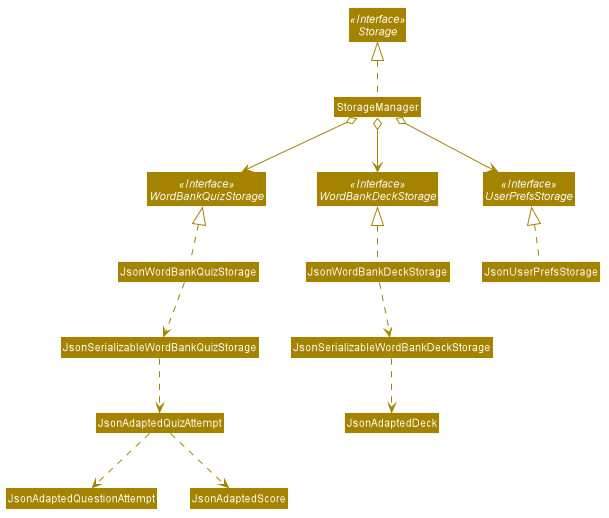 «Interface»
Storage
StorageManager
«Interface»
WordBankQuizStorage
«Interface»
WordBankDeckStorage
«Interface»
UserPrefsStorage
JsonWordBankQuizStorage
JsonWordBankDeckStorage
JsonUserPrefsStorage
JsonSerializableWordBankQuizStorage
JsonSerializableWordBankDeckStorage
JsonAdaptedQuizAttempt
JsonAdaptedDeck
JsonAdaptedQuestionAttempt
JsonAdaptedScore